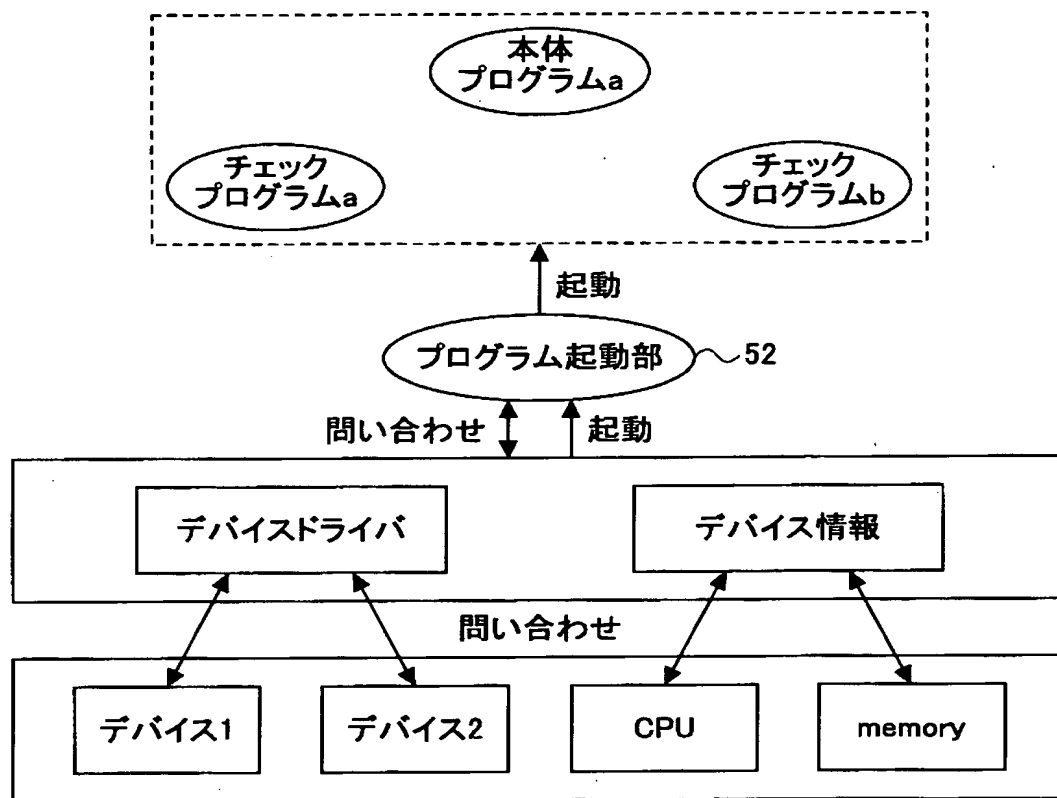 本体
プログラムa
チェック
プログラムa
チェック
プログラムb
起動
プログラム起動部
52
問い合わせ
起動
デバイスドライバ
デバイス情報
問い合わせ
デバイス1
デバイス2
CPU
memory